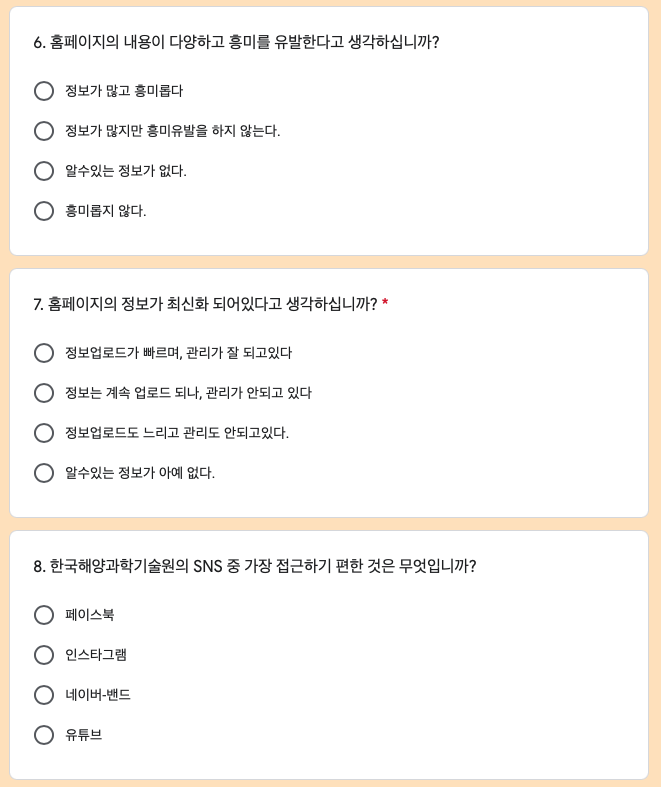 6. 홈페이지의 내용이 다양하고 흥미를 유발한다고 생각하십니까?
정보가 많고 흥미롭다
정보가 많지만 흥미유발을 하지 않는다.
알수있는 정보가 없다.
흥미롭지 않다.
7. 홈페이지의 정보가 최신화 되어있다고 생각하십니까? *
정보업로드가 빠르며, 관리가 잘 되고있다
정보는 계속 업로드 되나, 관리가 안되고 있다
정보업로드도 느리고 관리도 안되고있다.
알수있는 정보가 아예 없다.
8. 한국해양과학기술원의 SNS 중 가장 접근하기 편한 것은 무엇입니까?
페이스북
인스타그램
네이버-밴드
유튜브